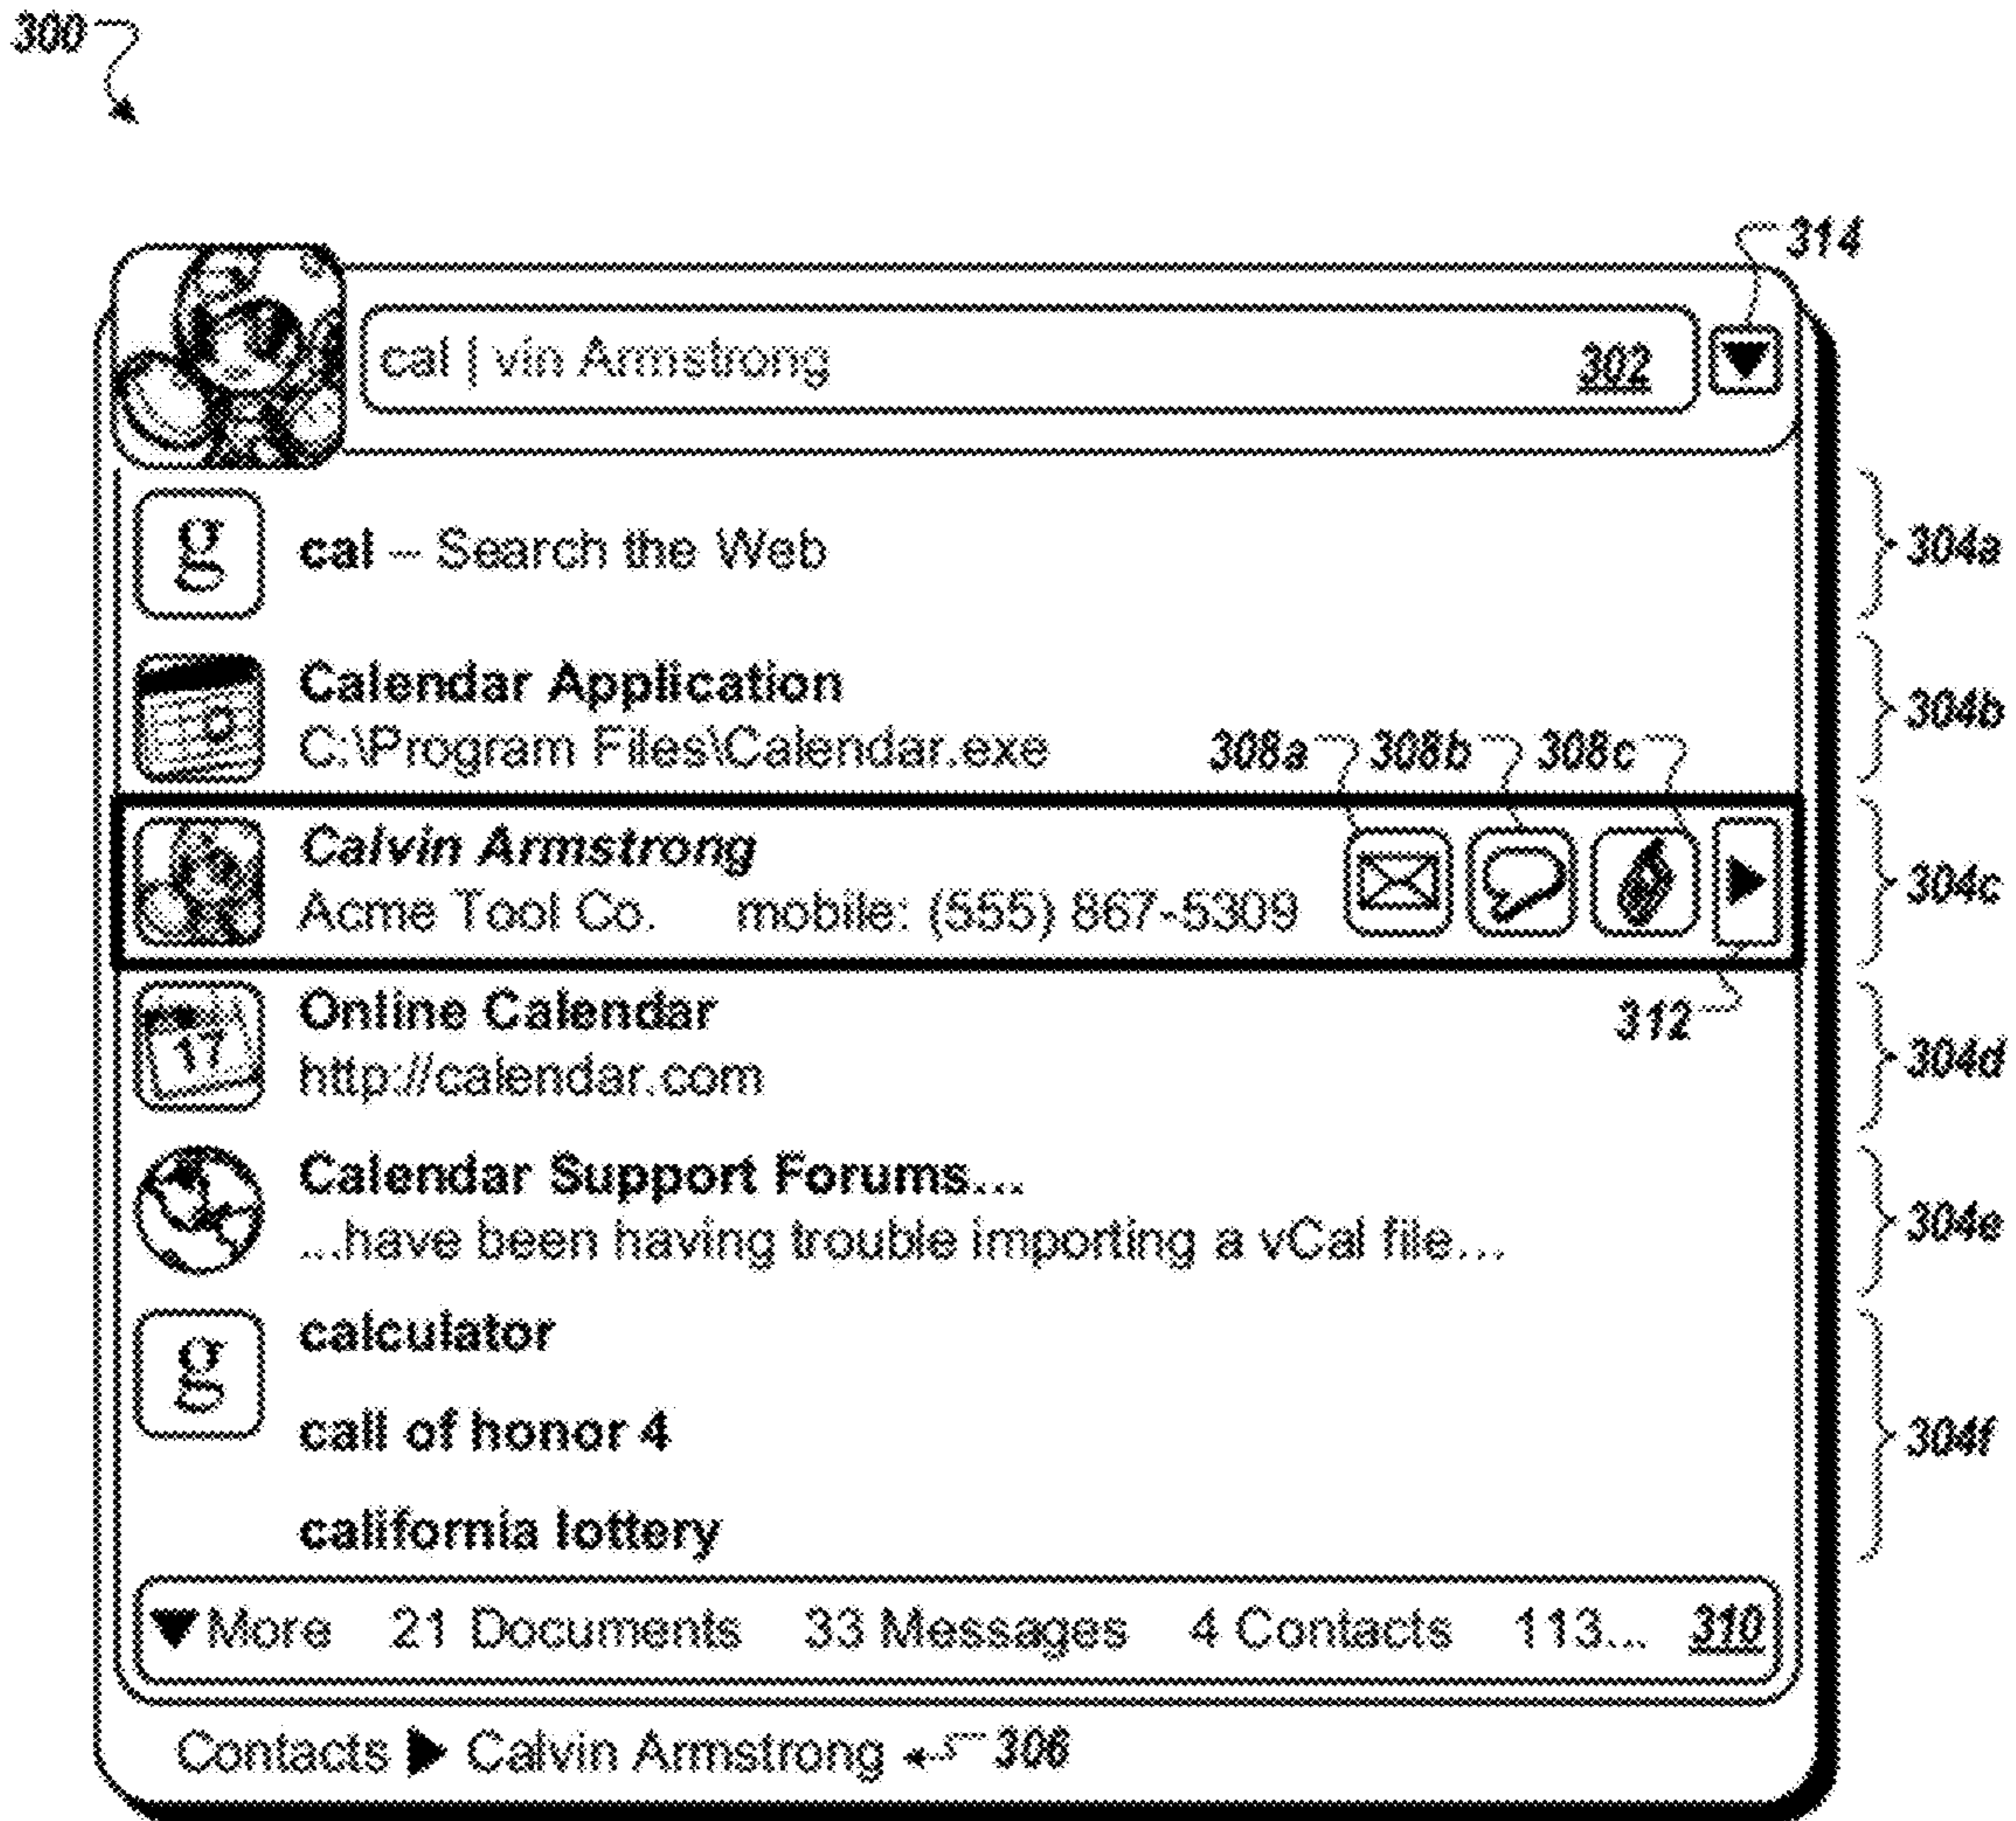 300
314
cal | vin Armstrong 302
g cal – Search the Web 304a
Calendar Application
C:\Program Files\Calendar.exe 304b
308a 308b 308c
Calvin Armstrong
Acme Tool Co. mobile: (555) 867-5309 304c
17 Online Calendar 312
http://calendar.com 304d
Calendar Support Forums...
...have been having trouble importing a vCal file... 304e
g calculator
call of honor 4 304f
california lottery
More 21 Documents 33 Messages 4 Contacts 113... 310
Contacts ▶ Calvin Armstrong 306